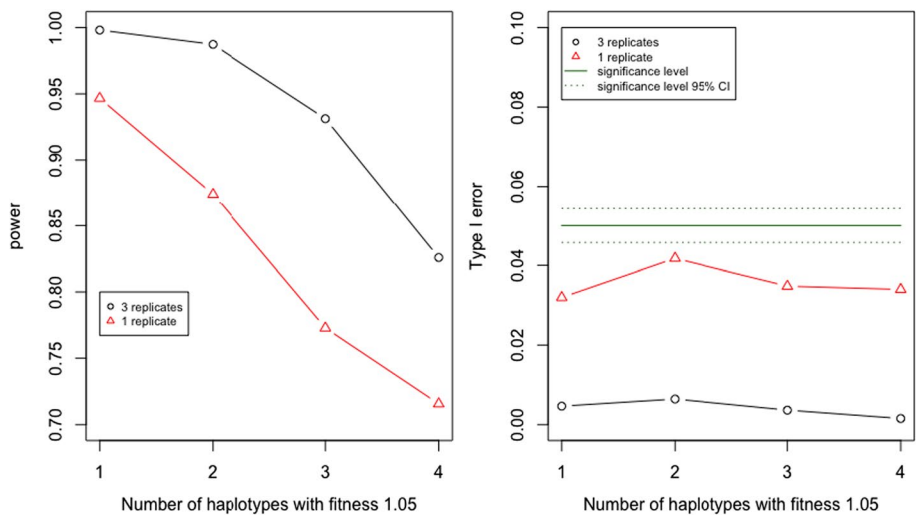 power
1.00
0.95
0.90
0.85
0.80
0.75
0.70
3 replicates
1 replicate
1 2 3 4
Number of haplotypes with fitness 1.05
Type I error
0.10
0.08
0.06
0.04
0.02
0.00
3 replicates
1 replicate
significance level
significance level 95% CI
1 2 3 4
Number of haplotypes with fitness 1.05